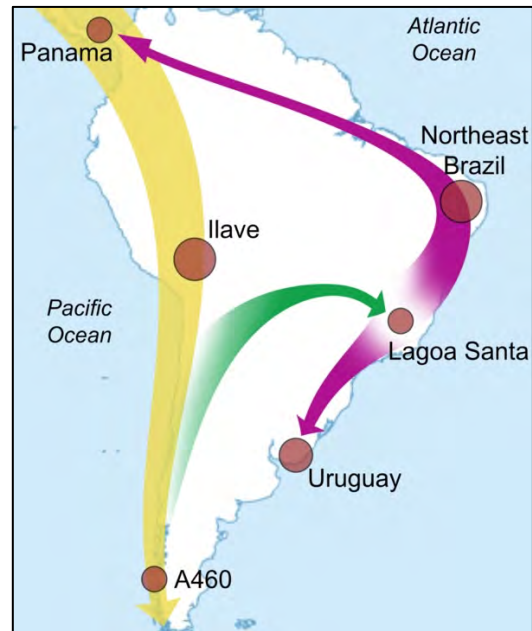 Atlantic
Ocean
Panama
Northeast
Brazil
Ilave
Pacific
Ocean
Lagoa Santa
Uruguay
A460